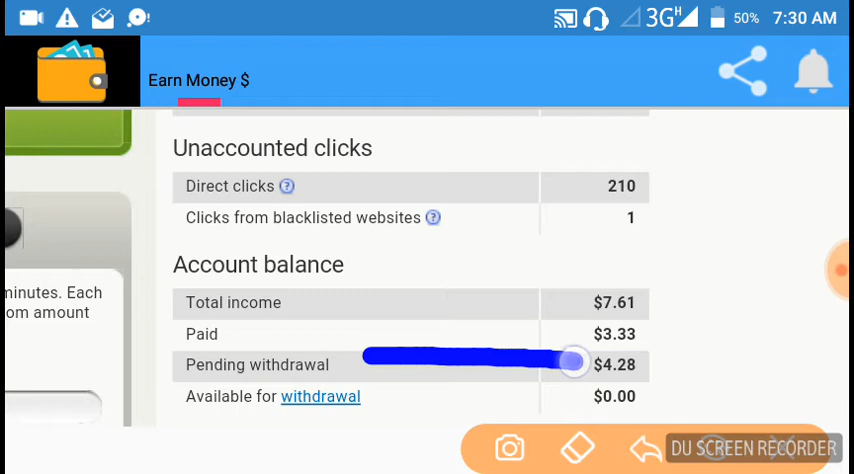 3G H 50% 7:30 AM
Earn Money $
Unaccounted clicks
Direct clicks ? 210
Clicks from blacklisted websites ? 1
Account balance
minutes. Each
om amount
Total income $7.61
Paid $3.33
Pending withdrawal $4.28
Available for withdrawal $0.00
DU SCREEN RECORDER